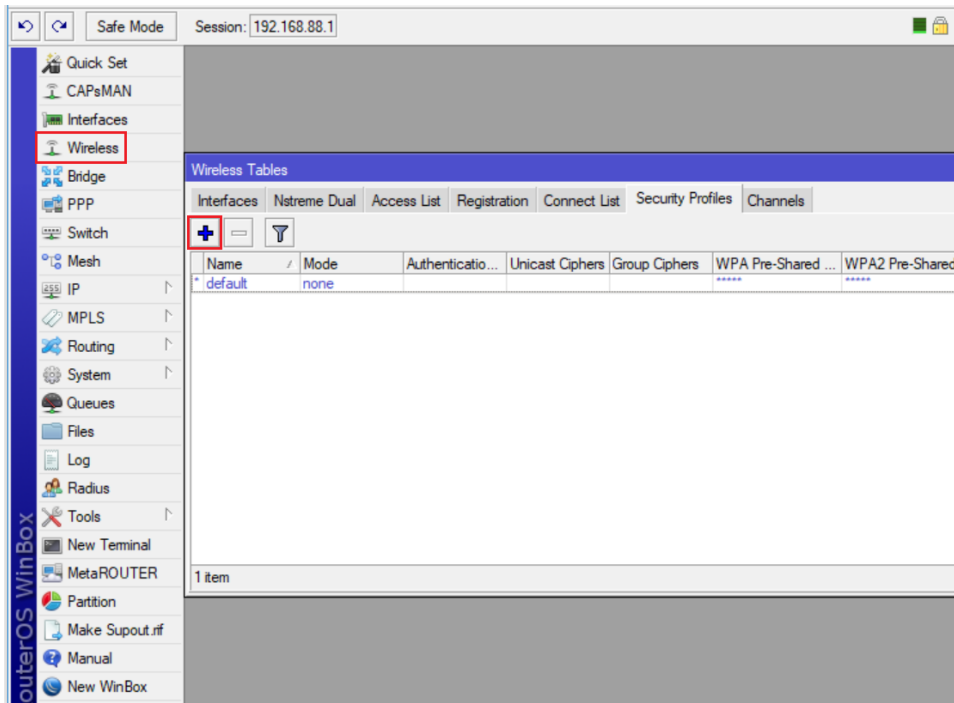 Safe Mode Session: 192.168.88.1
Quick Set
CAPsMAN
Interfaces
Wireless
Bridge
PPP
Switch
Mesh
255 IP
MPLS
Routing
System
Queues
Files
Log
Radius
Tools
New Terminal
MetaROUTER
Partition
Make Supout.rif
Manual
New WinBox
outerOS WinBox
Wireless Tables
Interfaces Nstreme Dual Access List Registration Connect List Security Profiles Channels
Name / Mode Authenticatio... Unicast Ciphers Group Ciphers WPA Pre-Shared ... WPA2 Pre-Shared
* default none ***** *****
1 item